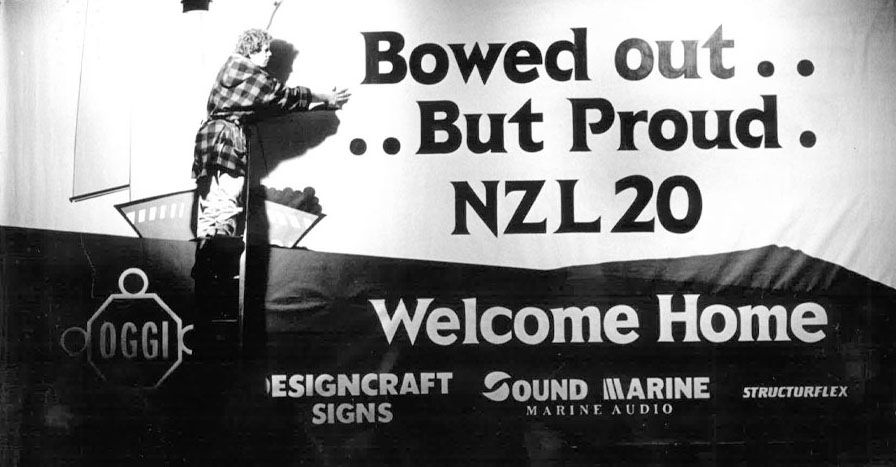 Bowed out . .
. . But Proud .
NZL 20
Welcome Home
OGGI
ESIGNCRAFT
SIGNS
SOUND MARINE
MARINE AUDIO
STRUCTURFLEX